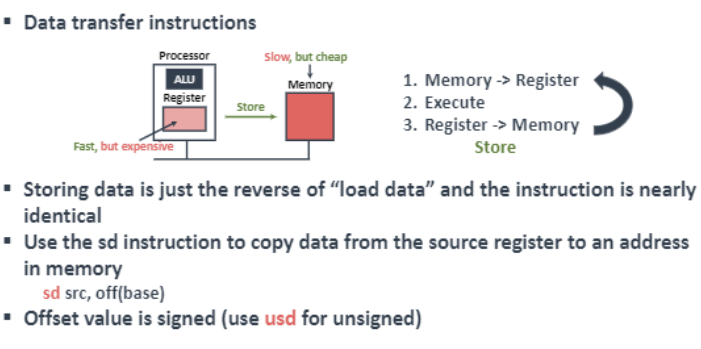 ▪ Data transfer instructions
Processor
Slow, but cheap
ALU
Memory
Register
Store
Fast, but expensive
1. Memory -> Register
2. Execute
3. Register -> Memory
Store
▪ Storing data is just the reverse of “load data” and the instruction is nearly
identical
▪ Use the sd instruction to copy data from the source register to an address
in memory
sd src, off(base)
▪ Offset value is signed (use usd for unsigned)